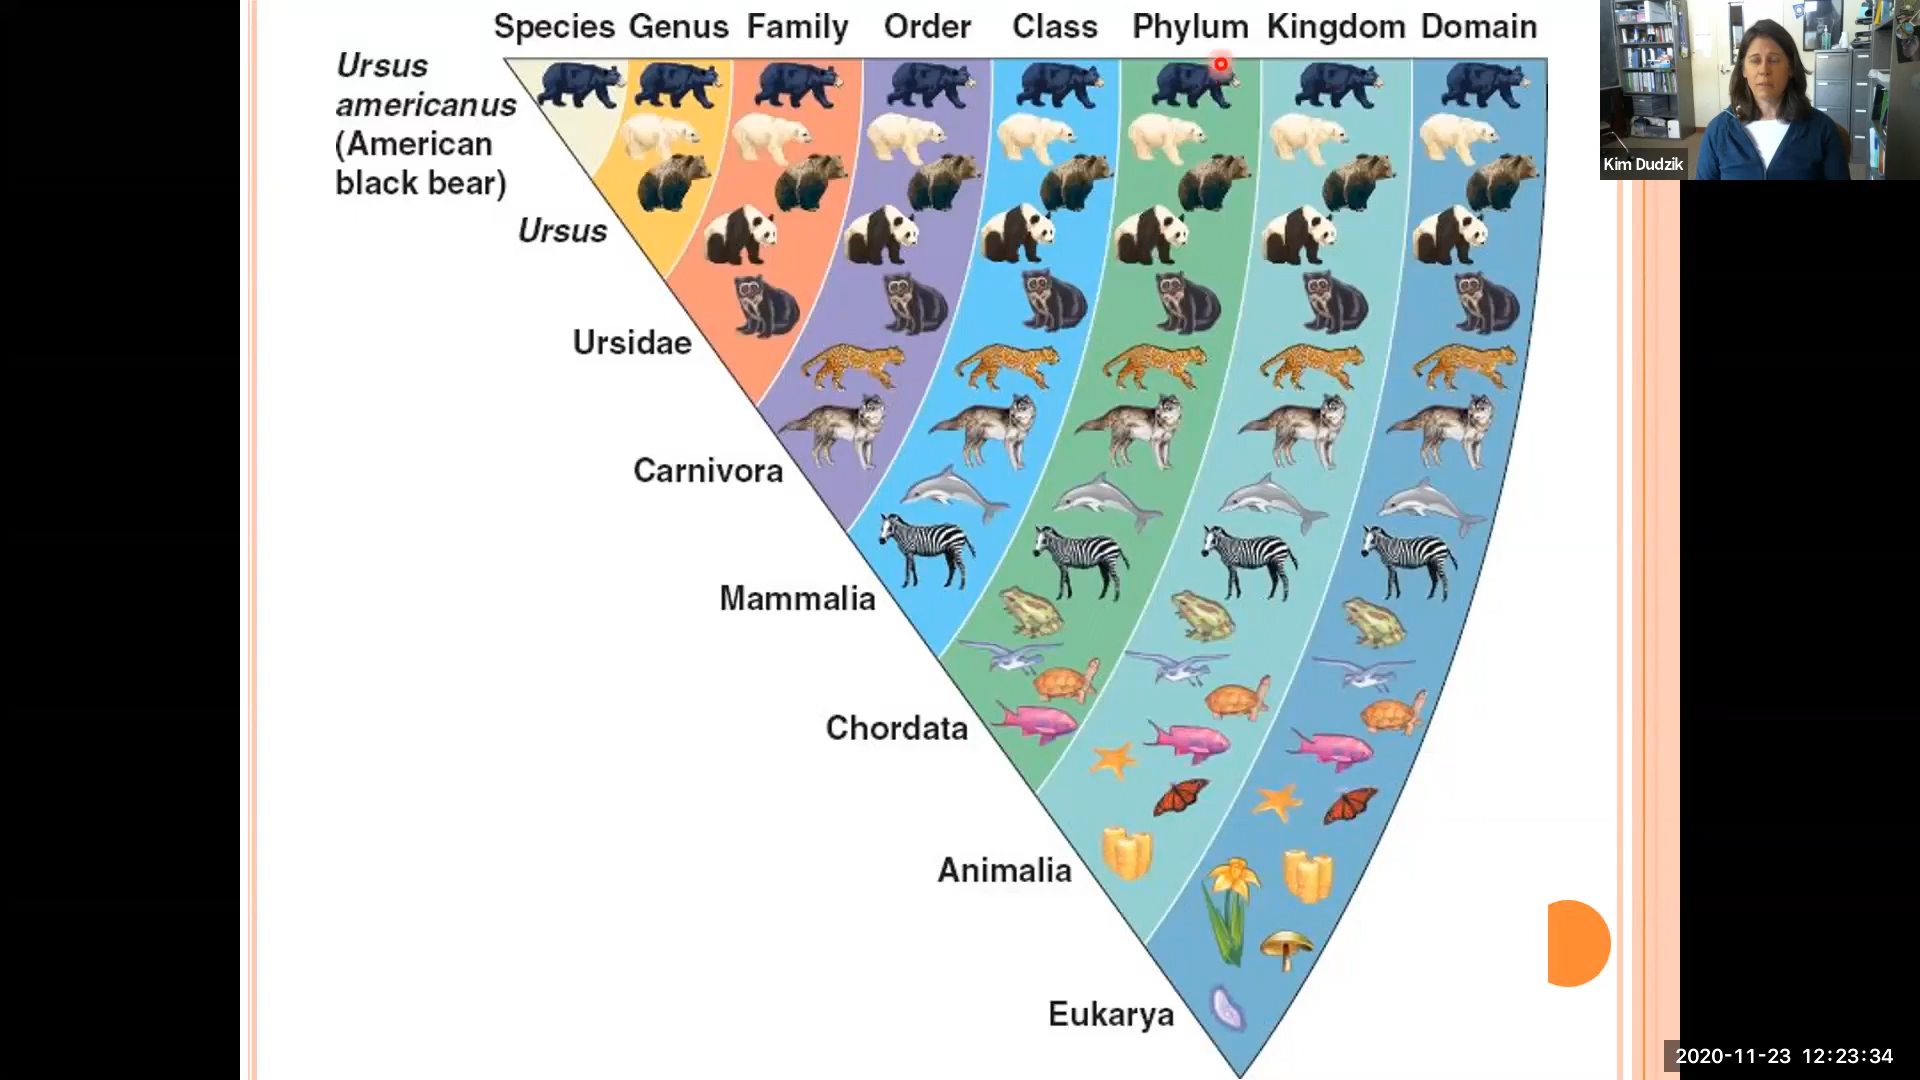 Species Genus Family Order Class Phylum Kingdom Domain
Ursus
americanus
(American
black bear)
Ursus
Ursidae
Carnivora
Mammalia
Chordata
Animalia
Eukarya
Kim Dudzik
2020-11-23 12:23:34